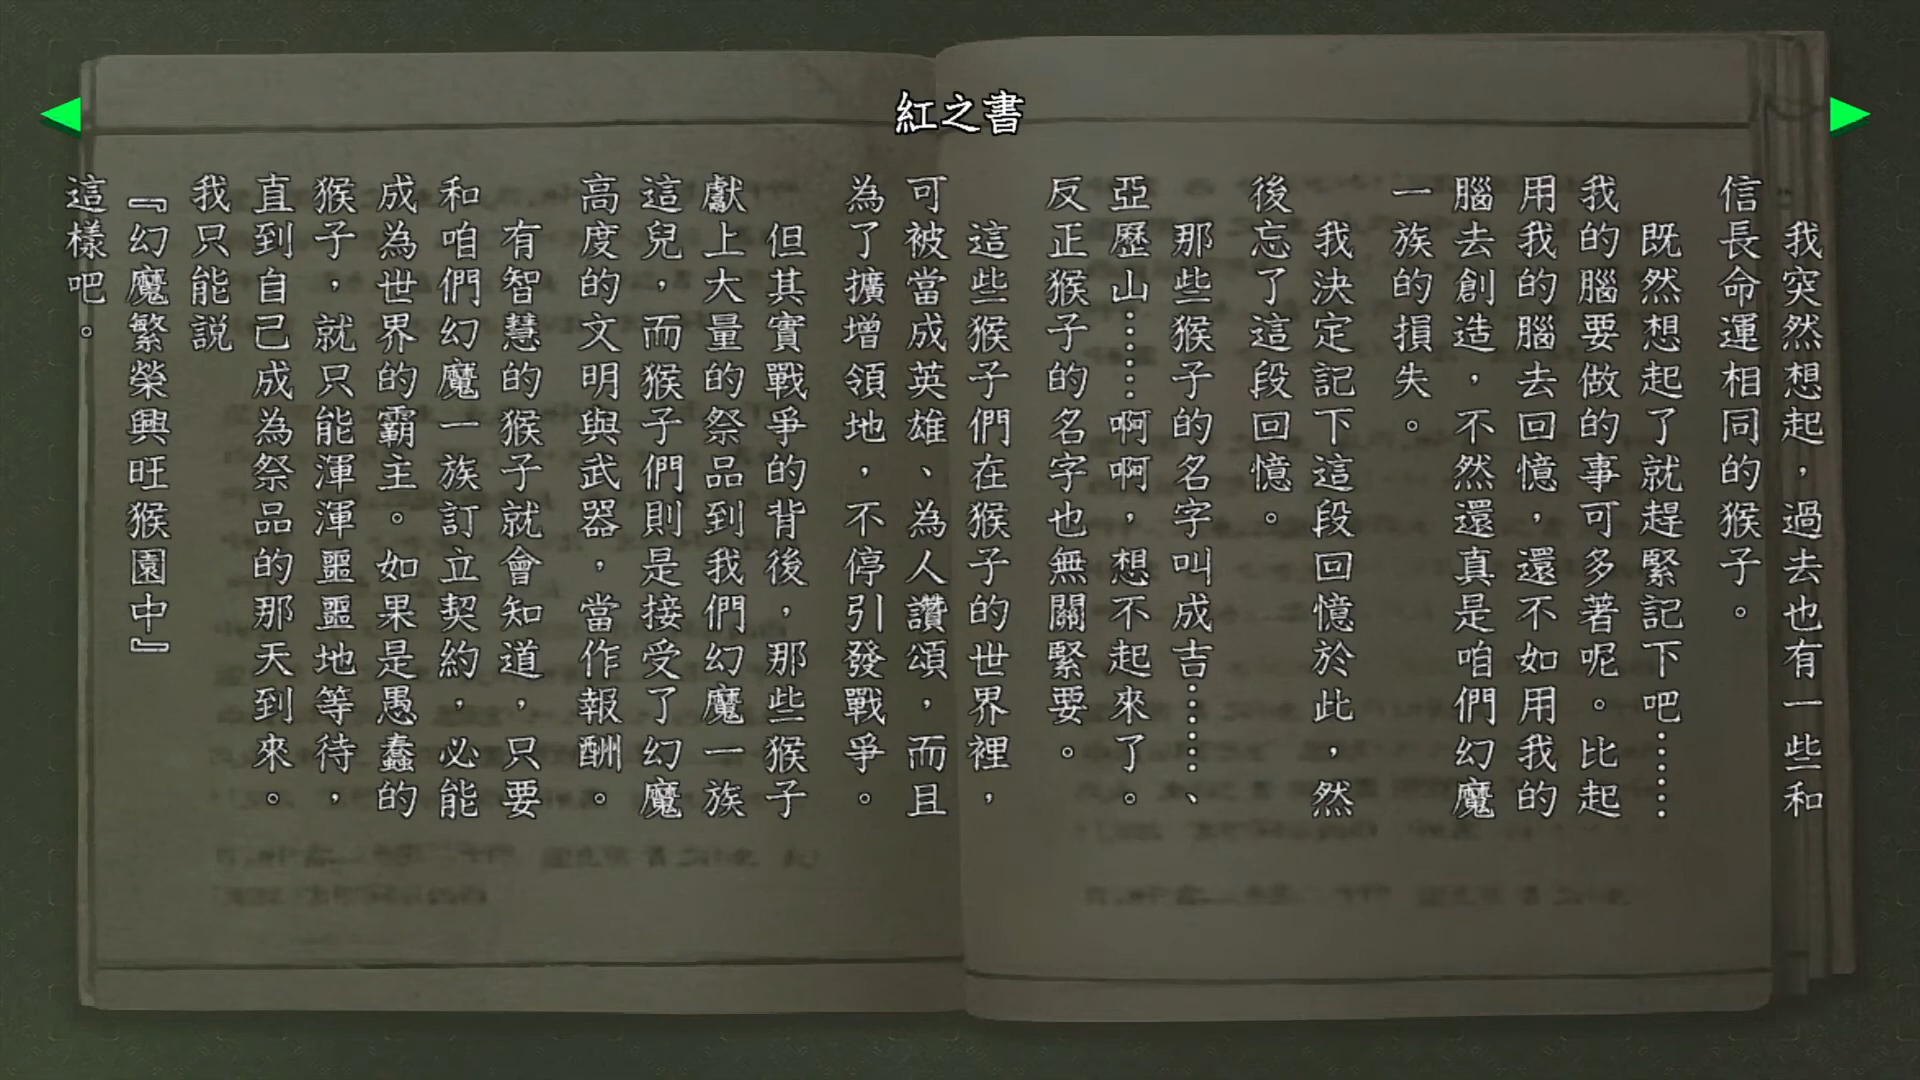 紅之書
我突然想起，過去也有一些和
信長命運相同的猴子。
既然想起了就趕緊記下吧……
我的腦要做的事可多著呢。比起
用我的腦去回憶，還不如用我的
腦去創造，不然還真是咱們幻魔
一族的損失。
我決定記下這段回憶於此，然
後忘了這段回憶。
那些猴子的名字叫成吉……、
亞歷山……啊啊，想不起來了。
反正猴子的名字也無關緊要。
這些猴子們在猴子的世界裡，
可被當成英雄、為人讚頌，而且
為了擴增領地，不停引發戰爭。
但其實戰爭的背後，那些猴子
獻上大量的祭品到我們幻魔一族
這兒，而猴子們則是接受了幻魔
高度的文明與武器，當作報酬。
有智慧的猴子就會知道，只要
和咱們幻魔一族訂立契約，必能
成為世界的霸主。如果是愚蠢的
猴子，就只能渾渾噩噩地等待，
直到自己成為祭品的那天到來。
我只能説
『幻魔繁榮興旺猴園中』
這樣吧。